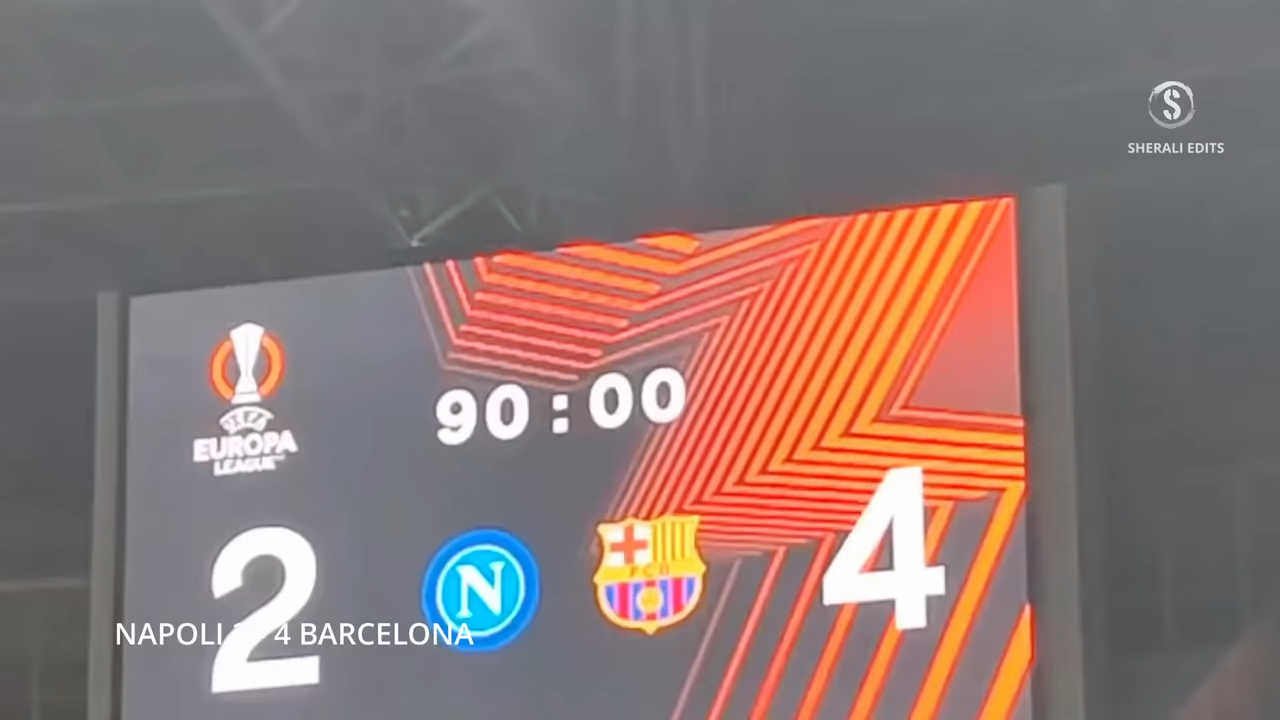 SHERALI EDITS
UEFA
EUROPA
LEAGUE
90:00
2
N
FCB
4
NAPOLI 4 BARCELONA